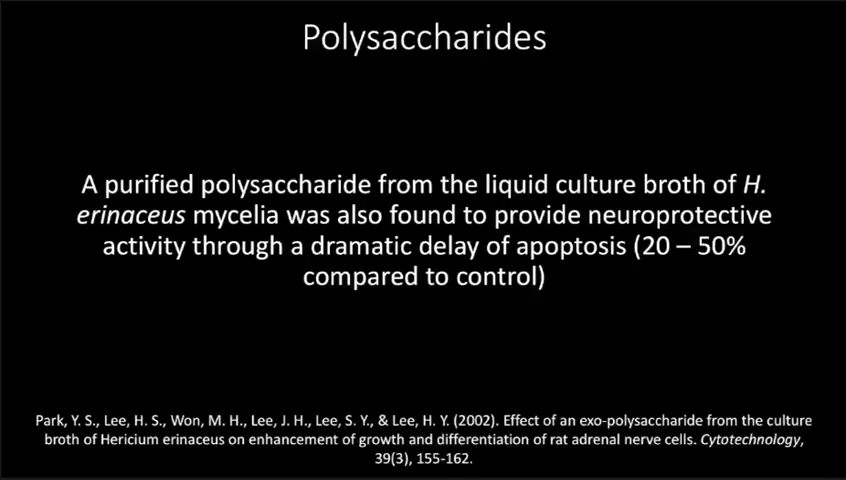 Polysaccharides
A purified polysaccharide from the liquid culture broth of H.
erinaceus mycelia was also found to provide neuroprotective
activity through a dramatic delay of apoptosis (20 – 50%
compared to control)
Park, Y. S., Lee, H. S., Won, M. H., Lee, J. H., Lee, S. Y., & Lee, H. Y. (2002). Effect of an exo-polysaccharide from the culture
broth of Hericium erinaceus on enhancement of growth and differentiation of rat adrenal nerve cells. Cytotechnology,
39(3), 155-162.